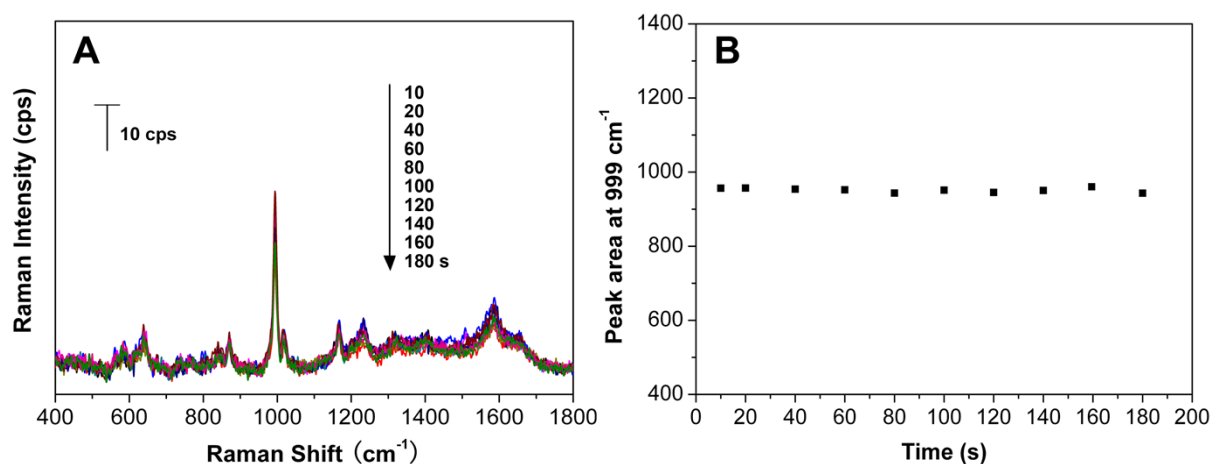 A
10 cps
10
20
40
60
80
100
120
140
160
180 s
Raman Intensity (cps)
400 600 800 1000 1200 1400 1600 1800
Raman Shift (cm⁻¹)
B
1400
1200
1000
800
600
400
Peak area at 999 cm⁻¹
0 20 40 60 80 100 120 140 160 180 200
Time (s)